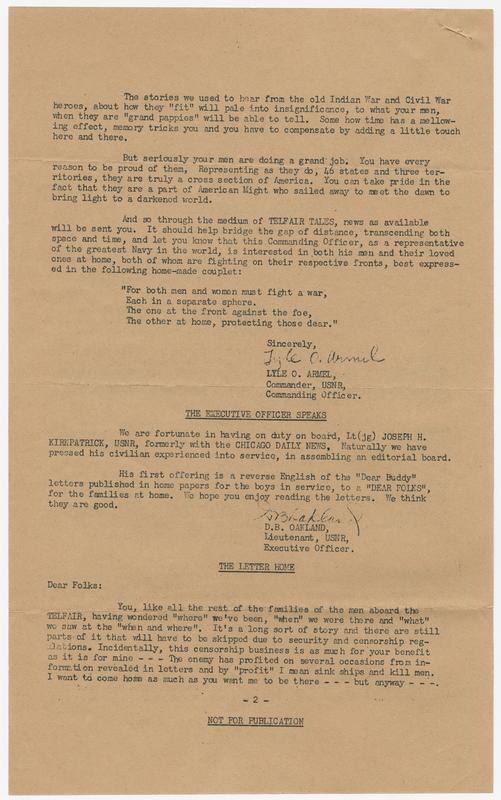 The stories we used to hear from the old Indian War and Civil War
heroes, about how they "fit" will pale into insignificance, to what your men,
when they are "grand pappies" will be able to tell. Some how time has a mellow-
ing effect, memory tricks you and you have to compensate by adding a little touch
here and there.
But seriously your men are doing a grand job. You have every
reason to be proud of them, Representing as they do, 46 states and three ter-
ritories, they are truly a cross section of America. You can take pride in the
fact that they are a part of American Might who sailed away to meet the dawn to
bring light to a darkened world.
And so through the medium of TELFAIR TALES, news as available
will be sent you. It should help bridge the gap of distance, transcending both
space and time, and let you know that this Commanding Officer, as a representative
of the greatest Navy in the world, is interested in both his men and their loved
ones at home, both of whom are fighting on their respective fronts, best express-
ed in the following home-made couplet:
"For both men and women must fight a war,
Each in a separate sphere.
The one at the front against the foe,
The other at home, protecting those dear."
Sincerely,
Lyle O. Armel
LYLE O. ARMEL,
Commander, USNR,
Commanding Officer.
THE EXECUTIVE OFFICER SPEAKS
We are fortunate in having on duty on board, Lt(jg) JOSEPH H.
KIRKPATRICK, USNR, formerly with the CHICAGO DAILY NEWS. Naturally we have
pressed his civilian experienced into service, in assembling an editorial board.
His first offering is a reverse English of the "Dear Buddy"
letters published in home papers for the boys in service, to a "DEAR FOLKS",
for the families at home. We hope you enjoy reading the letters. We think
they are good.
DB Oakland
D.B. OAKLAND,
Lieutenant, USNR,
Executive Officer.
THE LETTER HOME
Dear Folks:
You, like all the rest of the families of the men aboard the
TELFAIR, having wondered "where" we've been, "when" we were there and "what"
we saw at the "when and where". It's a long sort of story and there are still
parts of it that will have to be skipped due to security and censorship reg-
ulations. Incidentally, this censorship business is as much for your benefit
as it is for mine - - - The enemy has profited on several occasions from in-
formation revealed in letters and by "profit" I mean sink ships and kill men.
I want to come home as much as you want me to be there - - - but anyway - - -.
- 2 -
NOT FOR PUBLICATION